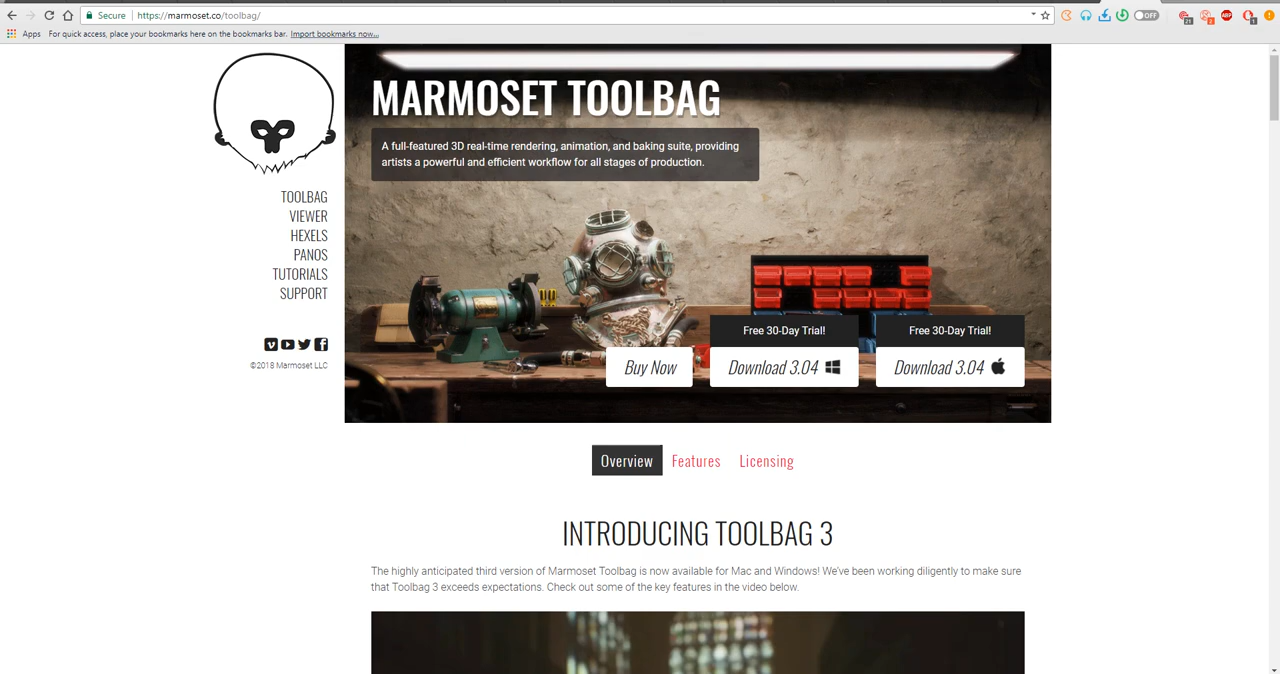 Secure https://marmoset.co/toolbag/
OFF
Apps For quick access, place your bookmarks here on the bookmarks bar. Import bookmarks now...
MARMOSET TOOLBAG
A full-featured 3D real-time rendering, animation, and baking suite, providing
artists a powerful and efficient workflow for all stages of production.
TOOLBAG
VIEWER
HEXELS
PANOS
TUTORIALS
SUPPORT
©2018 Marmoset LLC
Free 30-Day Trial! Free 30-Day Trial!
Buy Now Download 3.04 Download 3.04
Overview Features Licensing
INTRODUCING TOOLBAG 3
The highly anticipated third version of Marmoset Toolbag is now available for Mac and Windows! We've been working diligently to make sure
that Toolbag 3 exceeds expectations. Check out some of the key features in the video below.